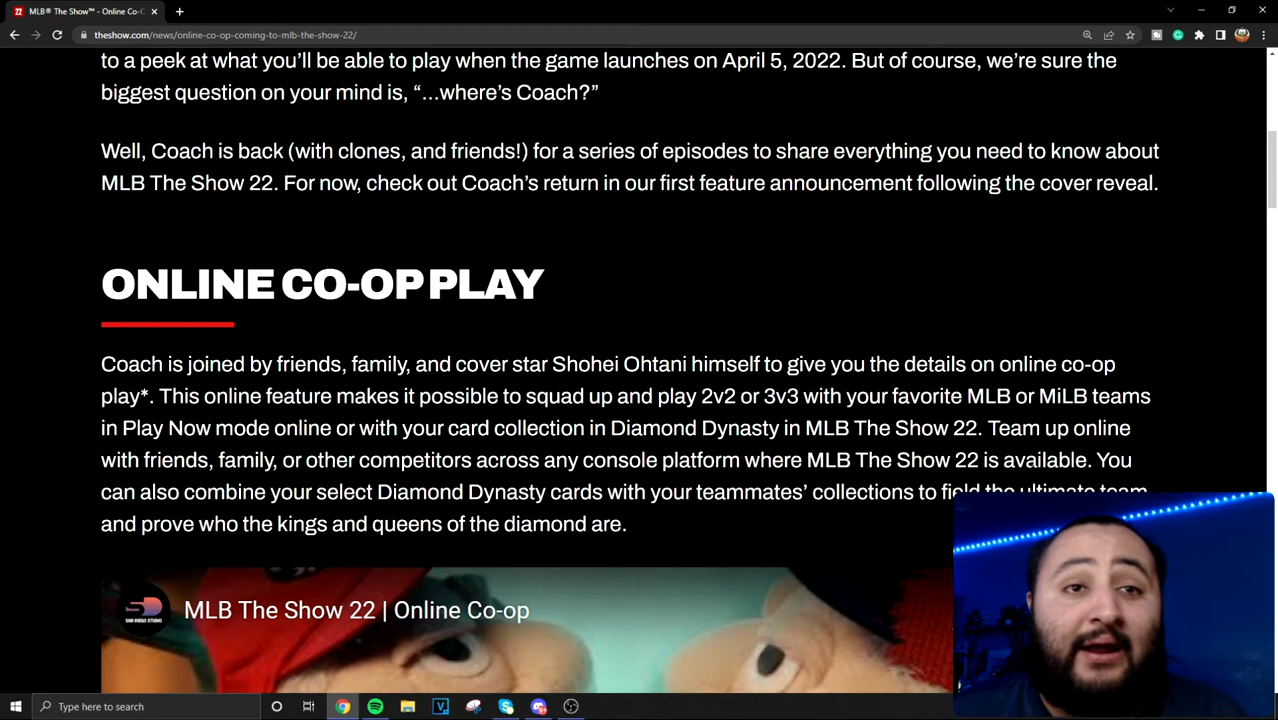 MLB® The Show™ - Online Co-O
theshow.com/news/online-co-op-coming-to-mlb-the-show-22/
to a peek at what you'll be able to play when the game launches on April 5, 2022. But of course, we're sure the
biggest question on your mind is, “…where's Coach?”
Well, Coach is back (with clones, and friends!) for a series of episodes to share everything you need to know about
MLB The Show 22. For now, check out Coach's return in our first feature announcement following the cover reveal.
ONLINE CO-OP PLAY
Coach is joined by friends, family, and cover star Shohei Ohtani himself to give you the details on online co-op
play*. This online feature makes it possible to squad up and play 2v2 or 3v3 with your favorite MLB or MiLB teams
in Play Now mode online or with your card collection in Diamond Dynasty in MLB The Show 22. Team up online
with friends, family, or other competitors across any console platform where MLB The Show 22 is available. You
can also combine your select Diamond Dynasty cards with your teammates' collections to field the ultimate team
and prove who the kings and queens of the diamond are.
SAN DIEGO STUDIO
MLB The Show 22 | Online Co-op
Type here to search